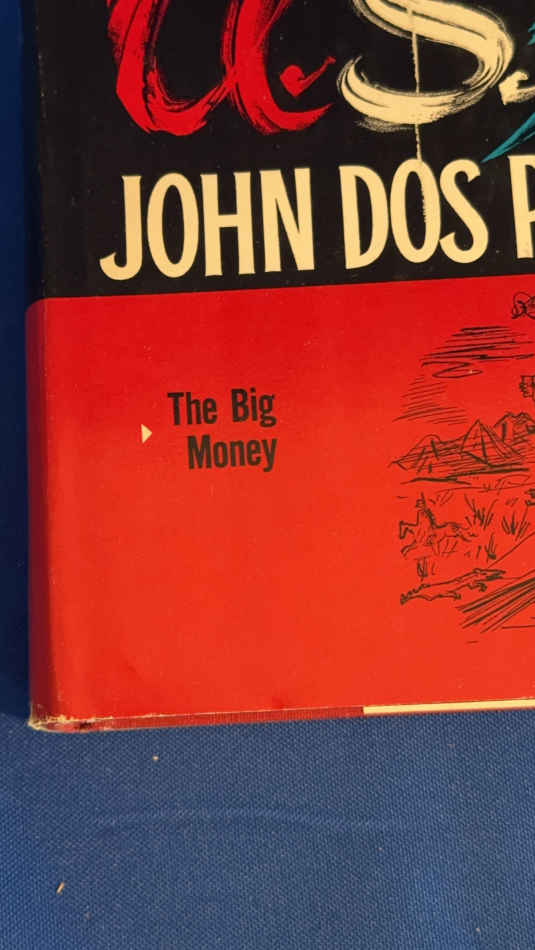 U.S.
JOHN DOS P
The Big
Money